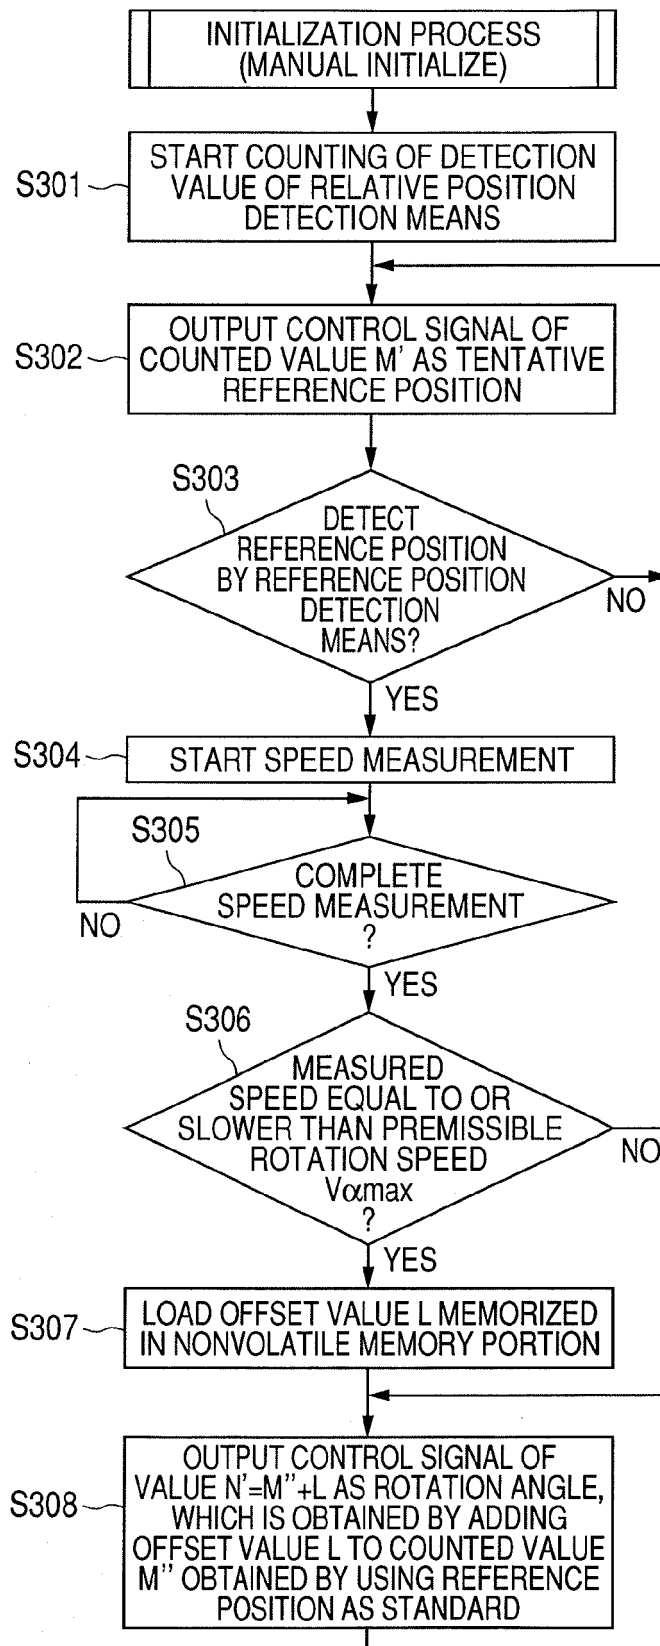 INITIALIZATION PROCESS
(MANUAL INITIALIZE)
S301
START COUNTING OF DETECTION
VALUE OF RELATIVE POSITION
DETECTION MEANS
S302
OUTPUT CONTROL SIGNAL OF
COUNTED VALUE M' AS TENTATIVE
REFERENCE POSITION
S303
DETECT
REFERENCE POSITION
BY REFERENCE POSITION
DETECTION
MEANS?
NO
YES
S304
START SPEED MEASUREMENT
S305
COMPLETE
SPEED MEASUREMENT
?
NO
YES
S306
MEASURED
SPEED EQUAL TO OR
SLOWER THAN PREMISSIBLE
ROTATION SPEED
Vαmax
?
NO
YES
S307
LOAD OFFSET VALUE L MEMORIZED
IN NONVOLATILE MEMORY PORTION
S308
OUTPUT CONTROL SIGNAL OF
VALUE N'=M"+L AS ROTATION ANGLE,
WHICH IS OBTAINED BY ADDING
OFFSET VALUE L TO COUNTED VALUE
M" OBTAINED BY USING REFERENCE
POSITION AS STANDARD